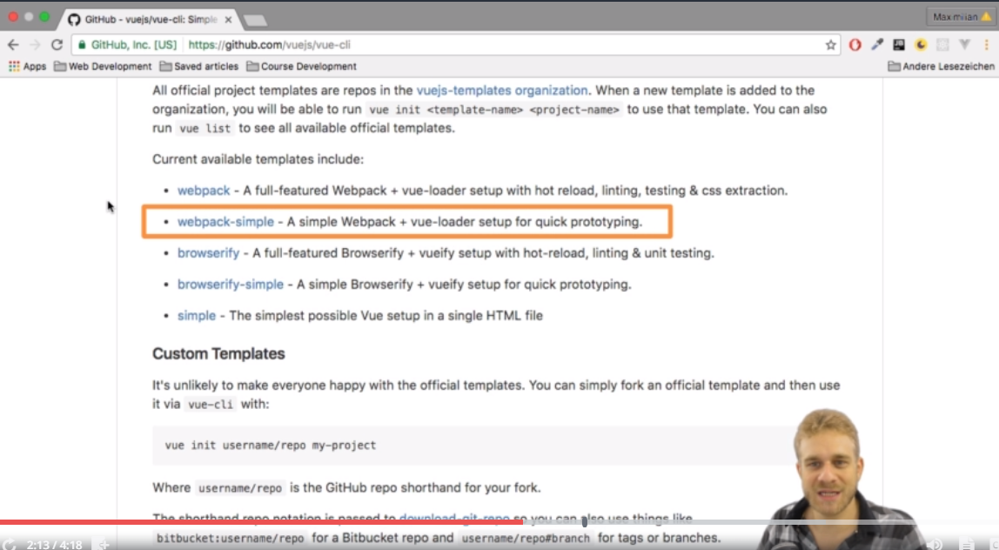 GitHub - vuejs/vue-cli: Simple
Maximilian
GitHub, Inc. [US] https://github.com/vuejs/vue-cli
Apps Web Development Saved articles Course Development Andere Lesezeichen
All official project templates are repos in the vuejs-templates organization. When a new template is added to the
organization, you will be able to run vue init <template-name> <project-name> to use that template. You can also
run vue list to see all available official templates.
Current available templates include:
• webpack - A full-featured Webpack + vue-loader setup with hot reload, linting, testing & css extraction.
• webpack-simple - A simple Webpack + vue-loader setup for quick prototyping.
• browserify - A full-featured Browserify + vueify setup with hot-reload, linting & unit testing.
• browserify-simple - A simple Browserify + vueify setup for quick prototyping.
• simple - The simplest possible Vue setup in a single HTML file
Custom Templates
It's unlikely to make everyone happy with the official templates. You can simply fork an official template and then use
it via vue-cli with:
vue init username/repo my-project
Where username/repo is the GitHub repo shorthand for your fork.
The shorthand repo notation is passed to download-git-repo so you can also use things like
bitbucket:username/repo for a Bitbucket repo and username/repo#branch for tags or branches.
2:13 / 4:18